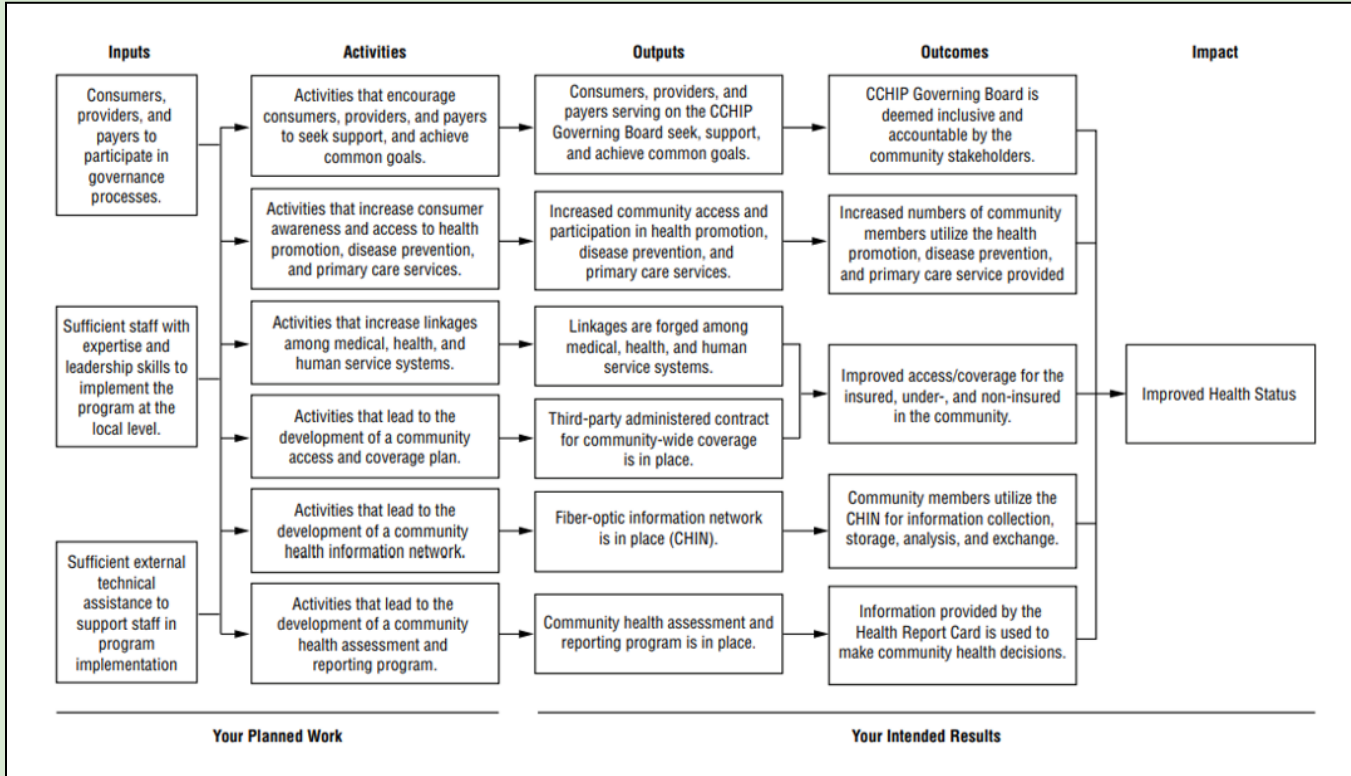 Inputs
Activities
Outputs
Outcomes
Impact
Consumers,
providers, and
payers to
participate in
governance
processes.
Sufficient staff with
expertise and
leadership skills to
implement the
program at the
local level.
Sufficient external
technical
assistance to
support staff in
program
implementation
Activities that encourage
consumers, providers, and payers
to seek support, and achieve
common goals.
Activities that increase consumer
awareness and access to health
promotion, disease prevention,
and primary care services.
Activities that increase linkages
among medical, health, and
human service systems.
Activities that lead to the
development of a community
access and coverage plan.
Activities that lead to the
development of a community
health information network.
Activities that lead to the
development of a community
health assessment and
reporting program.
Consumers, providers, and
payers serving on the CCHIP
Governing Board seek, support,
and achieve common goals.
Increased community access and
participation in health promotion,
disease prevention, and
primary care services.
Linkages are forged among
medical, health, and human
service systems.
Third-party administered contract
for community-wide coverage
is in place.
Fiber-optic information network
is in place (CHIN).
Community health assessment and
reporting program is in place.
CCHIP Governing Board is
deemed inclusive and
accountable by the
community stakeholders.
Increased numbers of community
members utilize the health
promotion, disease prevention,
and primary care service provided
Improved access/coverage for the
insured, under-, and non-insured
in the community.
Community members utilize the
CHIN for information collection,
storage, analysis, and exchange.
Information provided by the
Health Report Card is used to
make community health decisions.
Improved Health Status
Your Planned Work
Your Intended Results